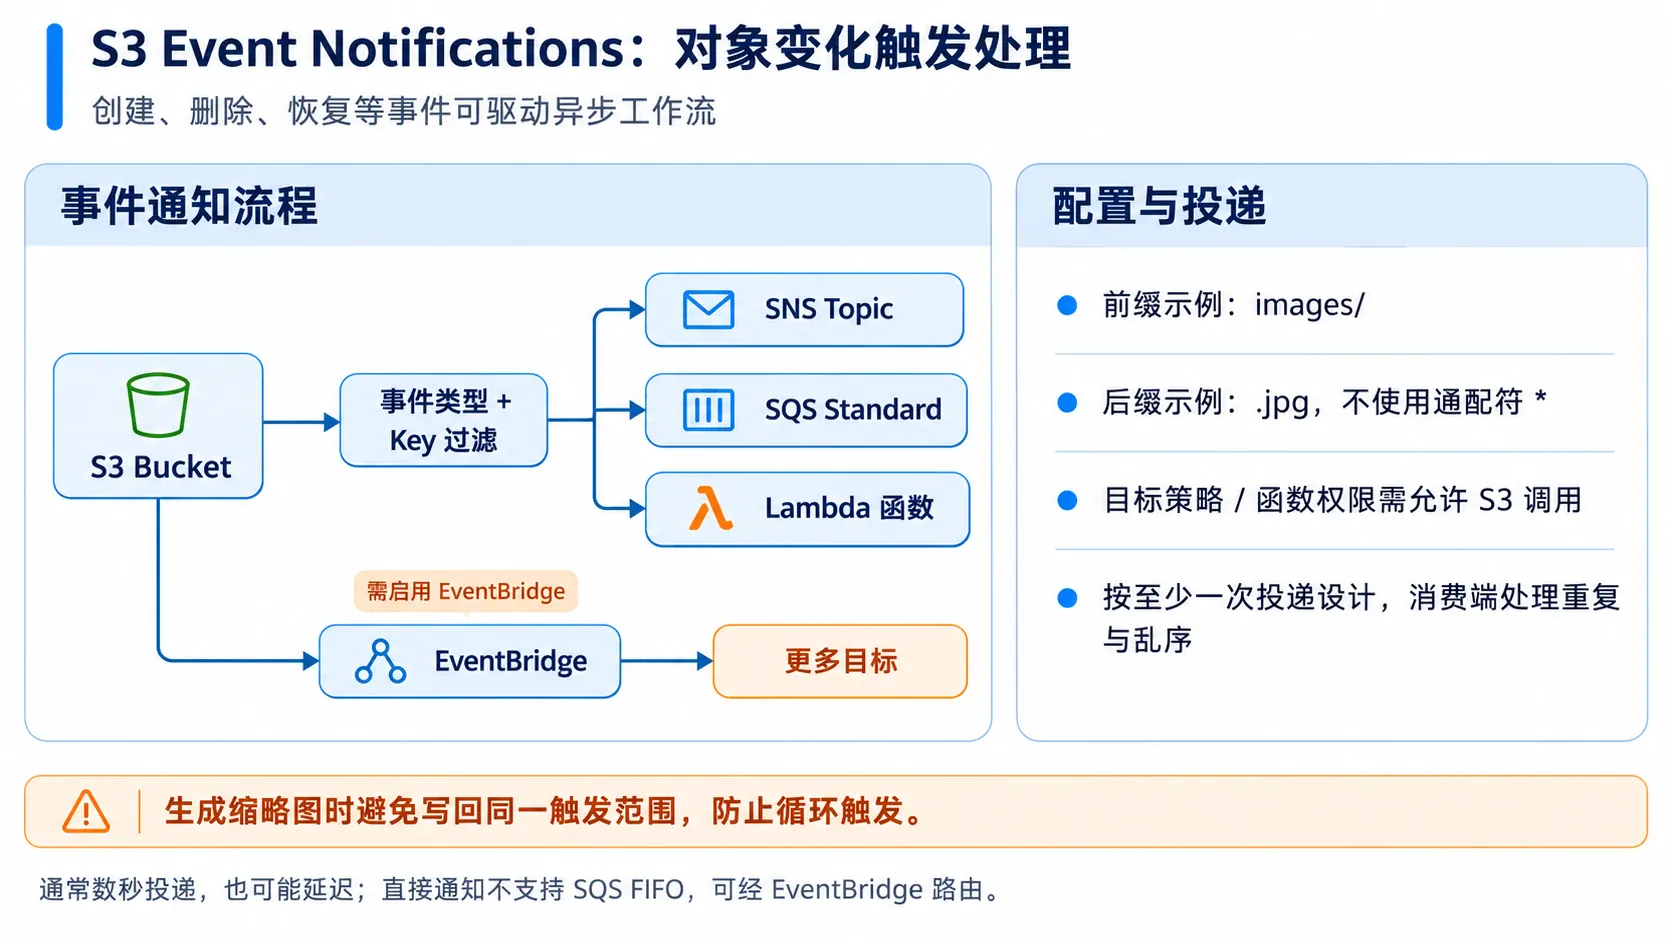 S3 Event Notifications：对象变化触发处理
创建、删除、恢复等事件可驱动异步工作流
事件通知流程
S3 Bucket
事件类型 +
Key 过滤
SNS Topic
SQS Standard
Lambda 函数
需启用 EventBridge
EventBridge
更多目标
配置与投递
前缀示例：images/
后缀示例：.jpg，不使用通配符 *
目标策略 / 函数权限需允许 S3 调用
按至少一次投递设计，消费端处理重复
与乱序
生成缩略图时避免写回同一触发范围，防止循环触发。
通常数秒投递，也可能延迟；直接通知不支持 SQS FIFO，可经 EventBridge 路由。